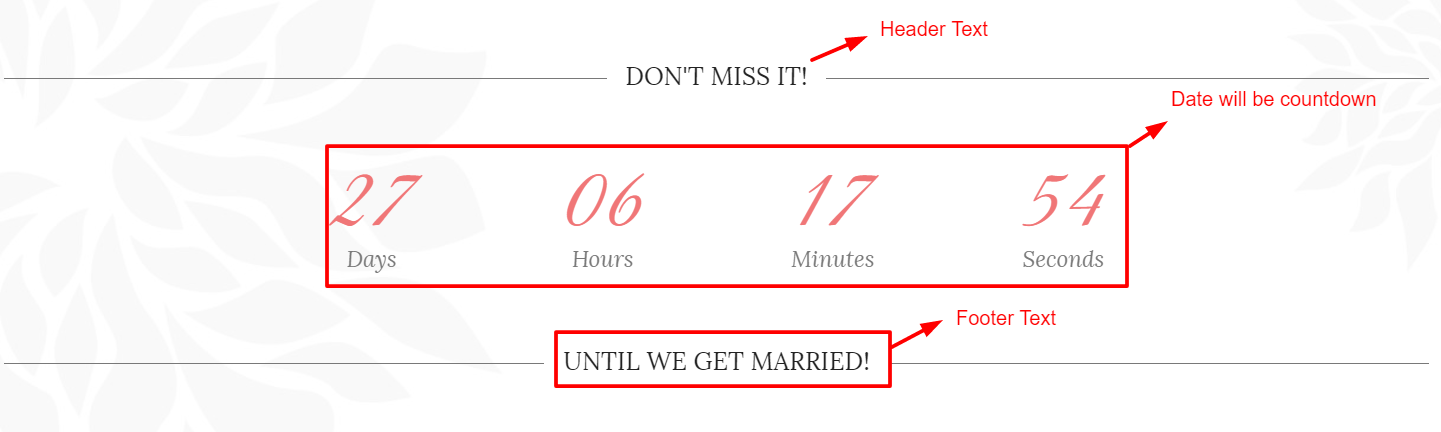 Header Text
DON'T MISS IT!
Date will be countdown
27 06 17 54
Days Hours Minutes Seconds
Footer Text
UNTIL WE GET MARRIED!